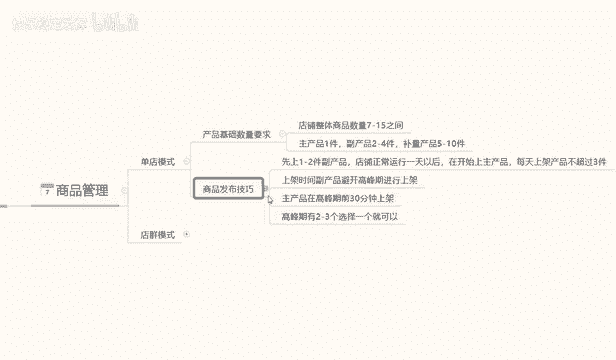 bilibili
产品基础数量要求
店铺整体商品数量7-15之间
主产品1件，副产品2-4件，补量产品5-10件
单店模式
先上1-2件副产品，店铺正常运行一天以后，在开始上主产品，每天上架产品不超过3件
上架时间副产品避开高峰期进行上架
7 商品管理
商品发布技巧
主产品在高峰期前30分钟上架
高峰期有2-3个选择一个就可以
店群模式